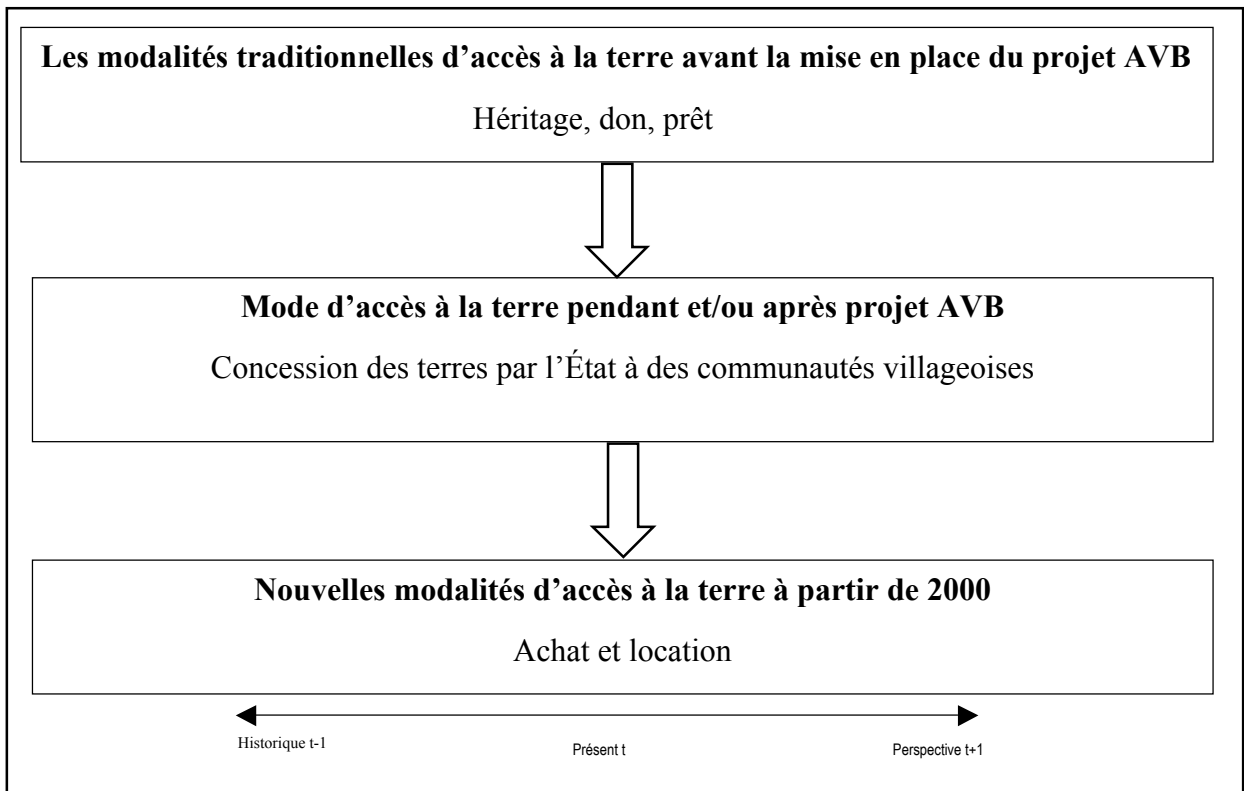 Les modalités traditionnelles d’accès à la terre avant la mise en place du projet AVB
Héritage, don, prêt
Mode d’accès à la terre pendant et/ou après projet AVB
Concession des terres par l’État à des communautés villageoises
Nouvelles modalités d’accès à la terre à partir de 2000
Achat et location
Historique t-1 Présent t Perspective t+1